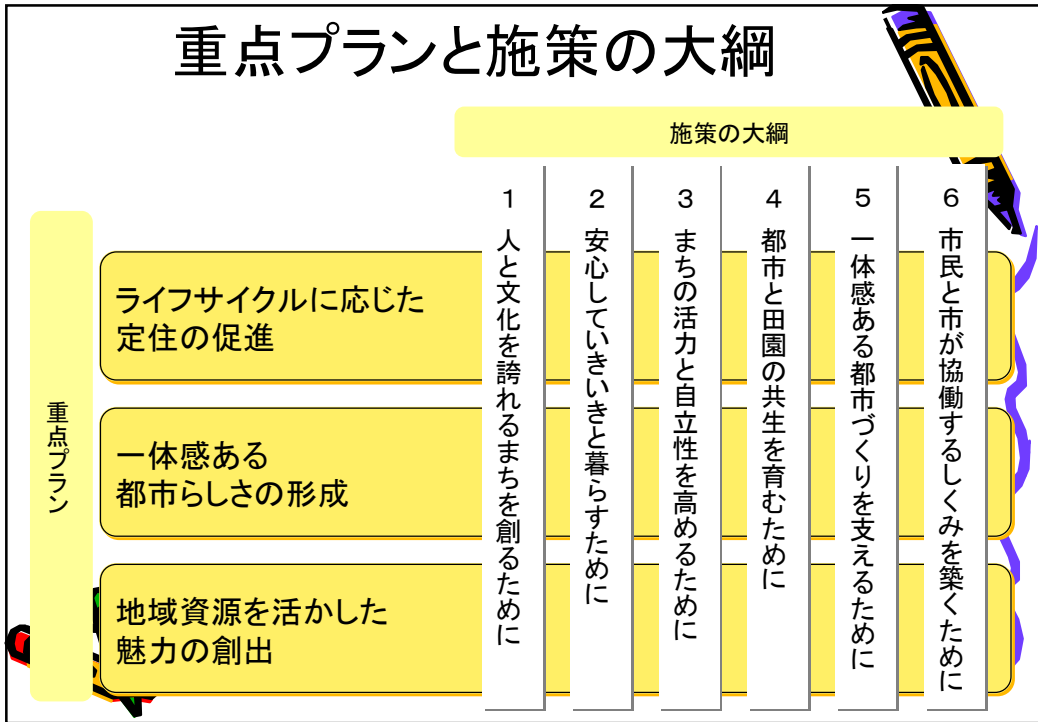 重点プランと施策の大綱
施策の大綱
1 人と文化を誇れるまちを創るために
2 安心していきいきと暮らすために
3 まちの活力と自立性を高めるために
4 都市と田園の共生を育むために
5 一体感ある都市づくりを支えるために
6 市民と市が協働するしくみを築くために
重点プラン
ライフサイクルに応じた
定住の促進
一体感ある
都市らしさの形成
地域資源を活かした
魅力の創出